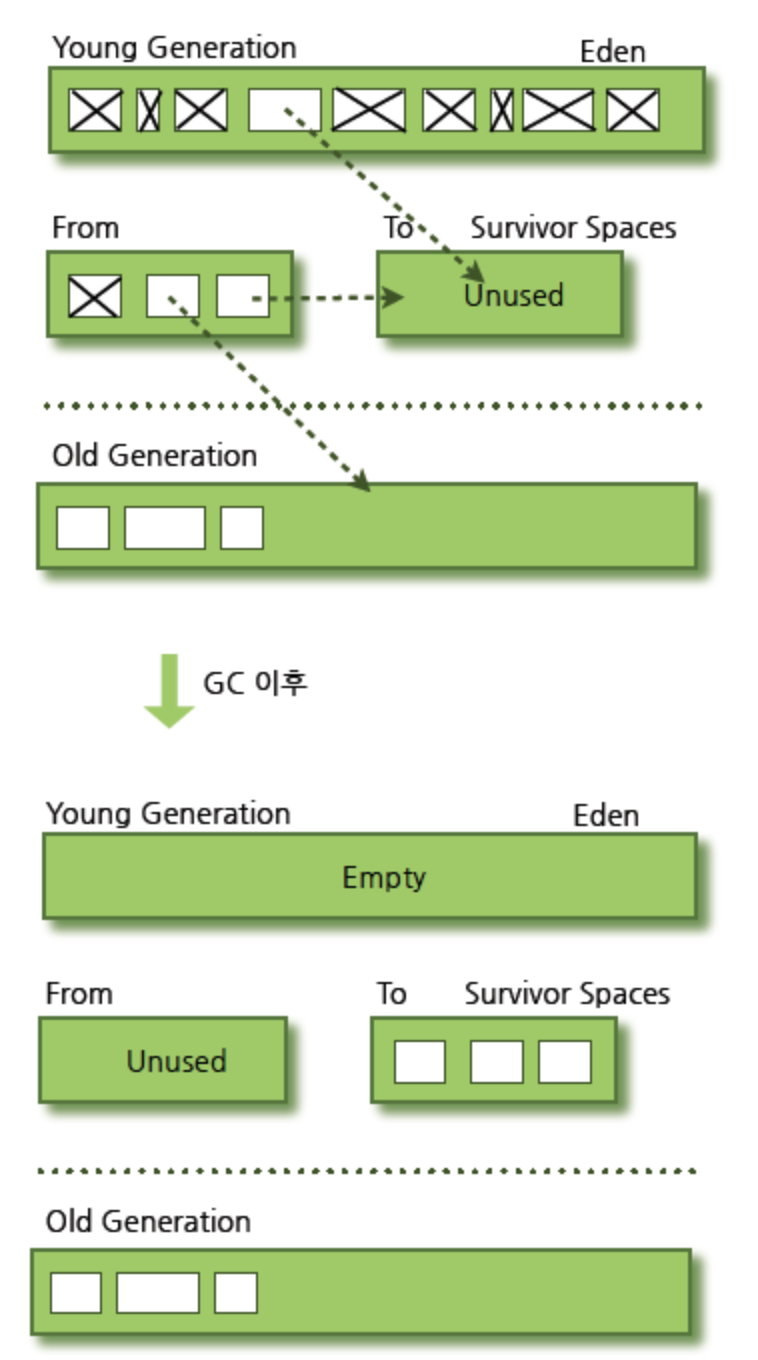 Young Generation Eden
From To Survivor Spaces
Unused
Old Generation
GC 이후
Young Generation Eden
Empty
From To Survivor Spaces
Unused
Old Generation